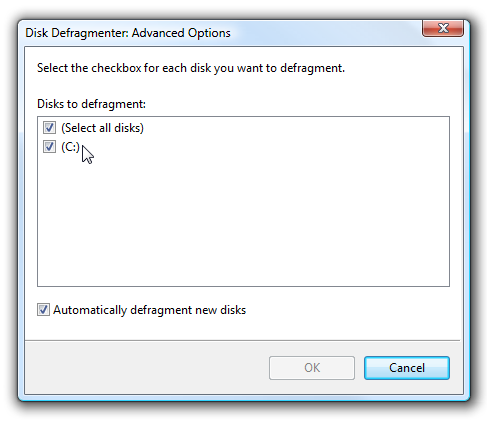 Disk Defragmenter: Advanced Options
Select the checkbox for each disk you want to defragment.
Disks to defragment:
(Select all disks)
(C:)
Automatically defragment new disks
OK
Cancel